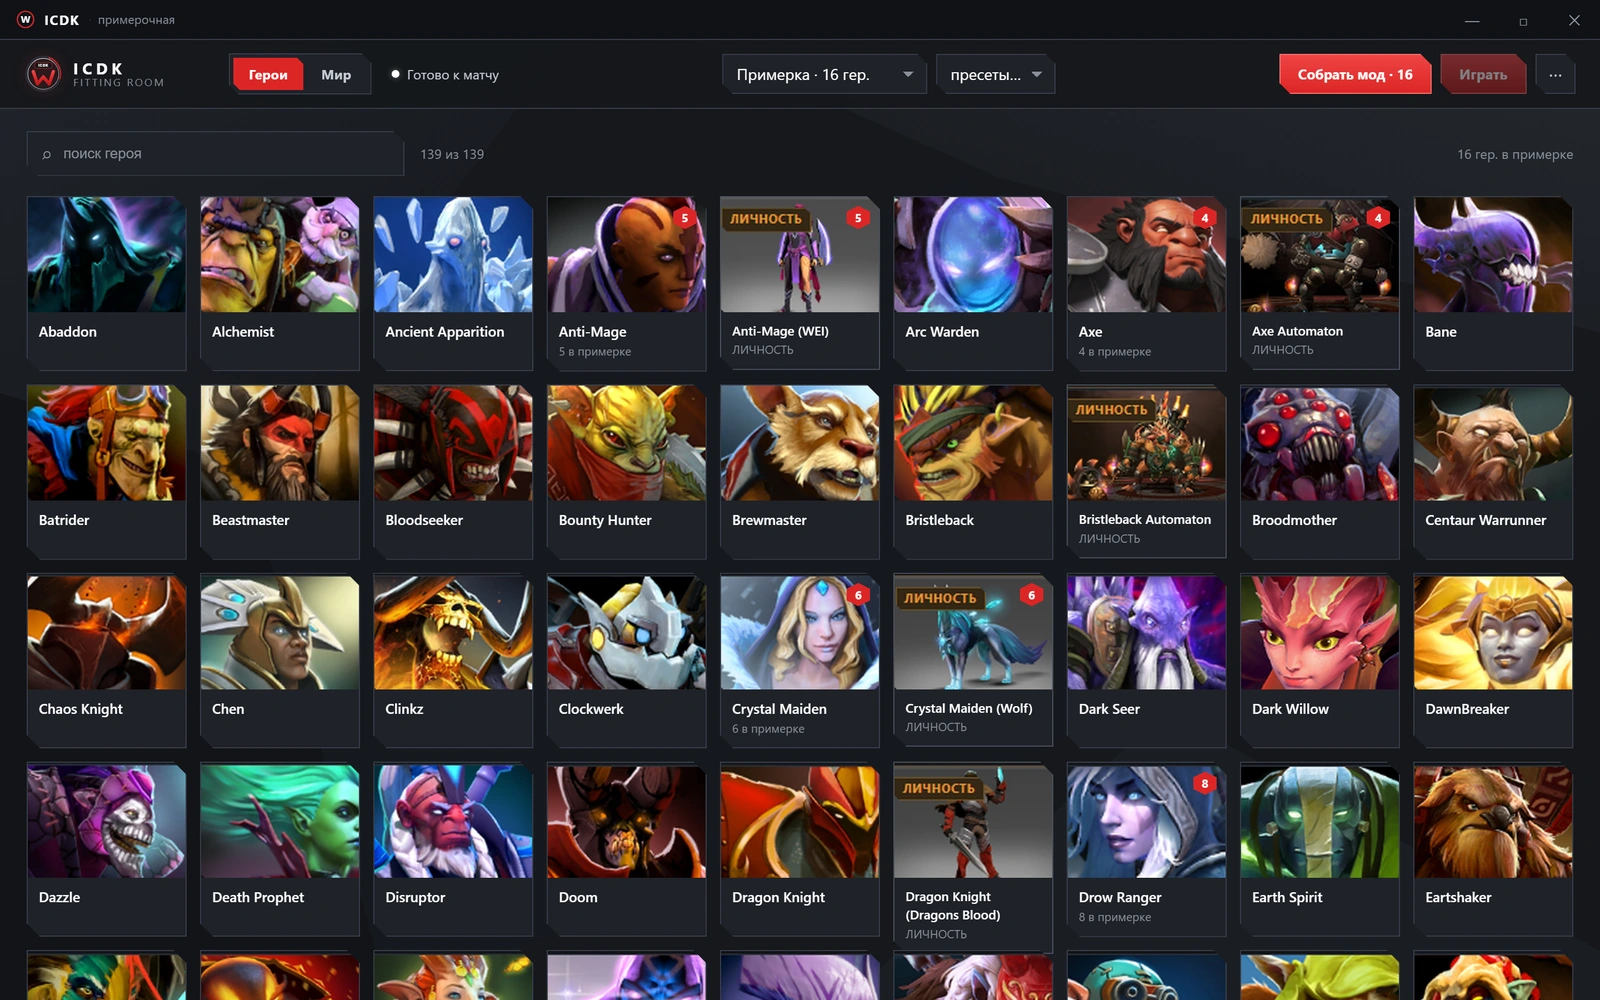 ICDK · примерочная
ICDK
FITTING ROOM
Герои
Мир
Готово к матчу
Примерка · 16 гер.
пресеты...
Собрать мод · 16
Играть
...
поиск героя
139 из 139
16 гер. в примерке
5
ЛИЧНОСТЬ
5
4
ЛИЧНОСТЬ
4
Abaddon
Alchemist
Ancient Apparition
Anti-Mage
5 в примерке
Anti-Mage (WEI)
ЛИЧНОСТЬ
Arc Warden
Axe
4 в примерке
Axe Automaton
ЛИЧНОСТЬ
Bane
ЛИЧНОСТЬ
Batrider
Beastmaster
Bloodseeker
Bounty Hunter
Brewmaster
Bristleback
Bristleback Automaton
ЛИЧНОСТЬ
Broodmother
Centaur Warrunner
6
ЛИЧНОСТЬ
6
Chaos Knight
Chen
Clinkz
Clockwerk
Crystal Maiden
6 в примерке
Crystal Maiden (Wolf)
ЛИЧНОСТЬ
Dark Seer
Dark Willow
DawnBreaker
ЛИЧНОСТЬ
8
Dazzle
Death Prophet
Disruptor
Doom
Dragon Knight
Dragon Knight
(Dragons Blood)
ЛИЧНОСТЬ
Drow Ranger
8 в примерке
Earth Spirit
Eartshaker